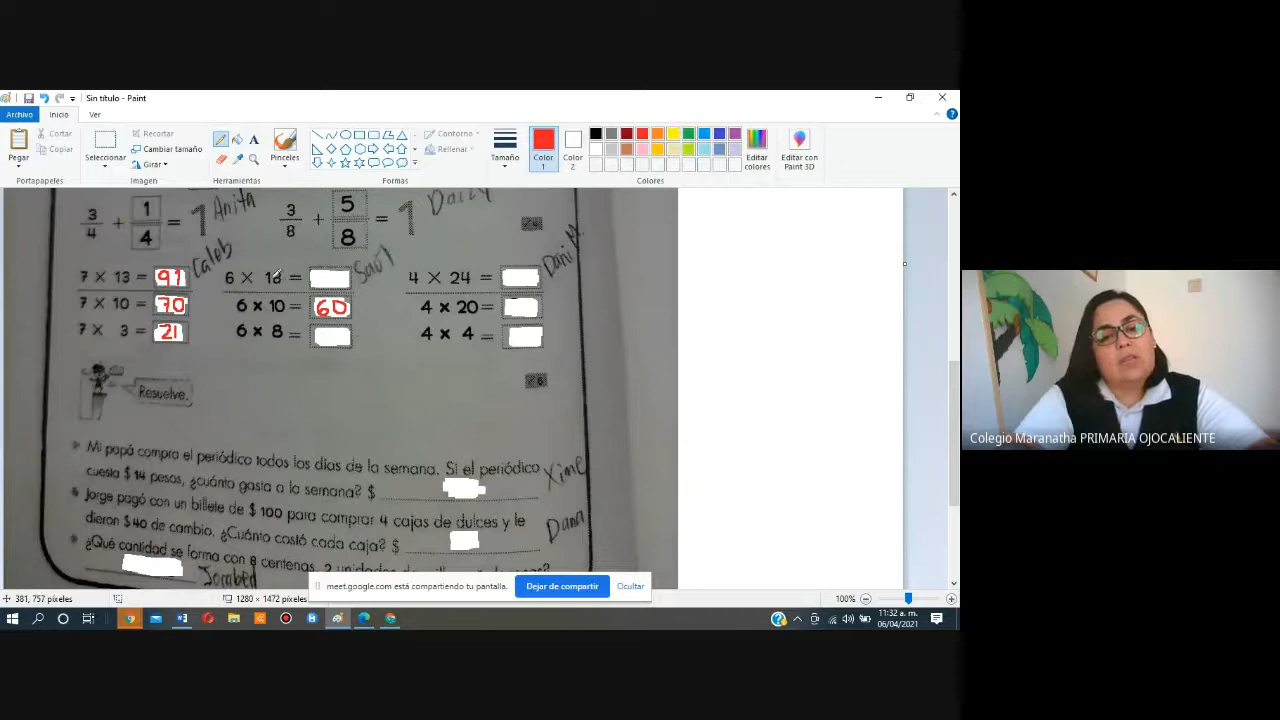 Sin título - Paint
Archivo Inicio Ver
Pegar
Cortar
Copiar
Portapapeles
Seleccionar
Recortar
Cambiar tamaño
Girar
Imagen
Herramientas
Pinceles
Contorno
Rellenar
Formas
Tamaño
Color 1
Color 2
Editar colores
Editar con Paint 3D
Colores
3/4 + 1/4 = 1 Anita
3/8 + 5/8 = 1 Daizy
7 × 13 = 91 Caleb
7 × 10 = 70
7 × 3 = 21
6 × 18 = Saúl
6 × 10 = 60
6 × 8 =
4 × 24 = Dani
4 × 20 =
4 × 4 =
Resuelve.
Mi papá compra el periódico todos los días de la semana. Si el periódico
cuesta $ 14 pesos, ¿cuánto gasta a la semana? $ Xime
Jorge pagó con un billete de $ 100 para comprar 4 cajas de dulces y le
dieron $ 40 de cambio, ¿Cuánto costó cada caja? $ Dana
¿Qué cantidad se forma con 8 centenas, 2 unidades
meet.google.com está compartiendo tu pantalla. Dejar de compartir Ocultar
381, 757 píxeles
1280 × 1472 píxeles
100%
11:32 a. m.
06/04/2021
Colegio Maranatha PRIMARIA OJOCALIENTE